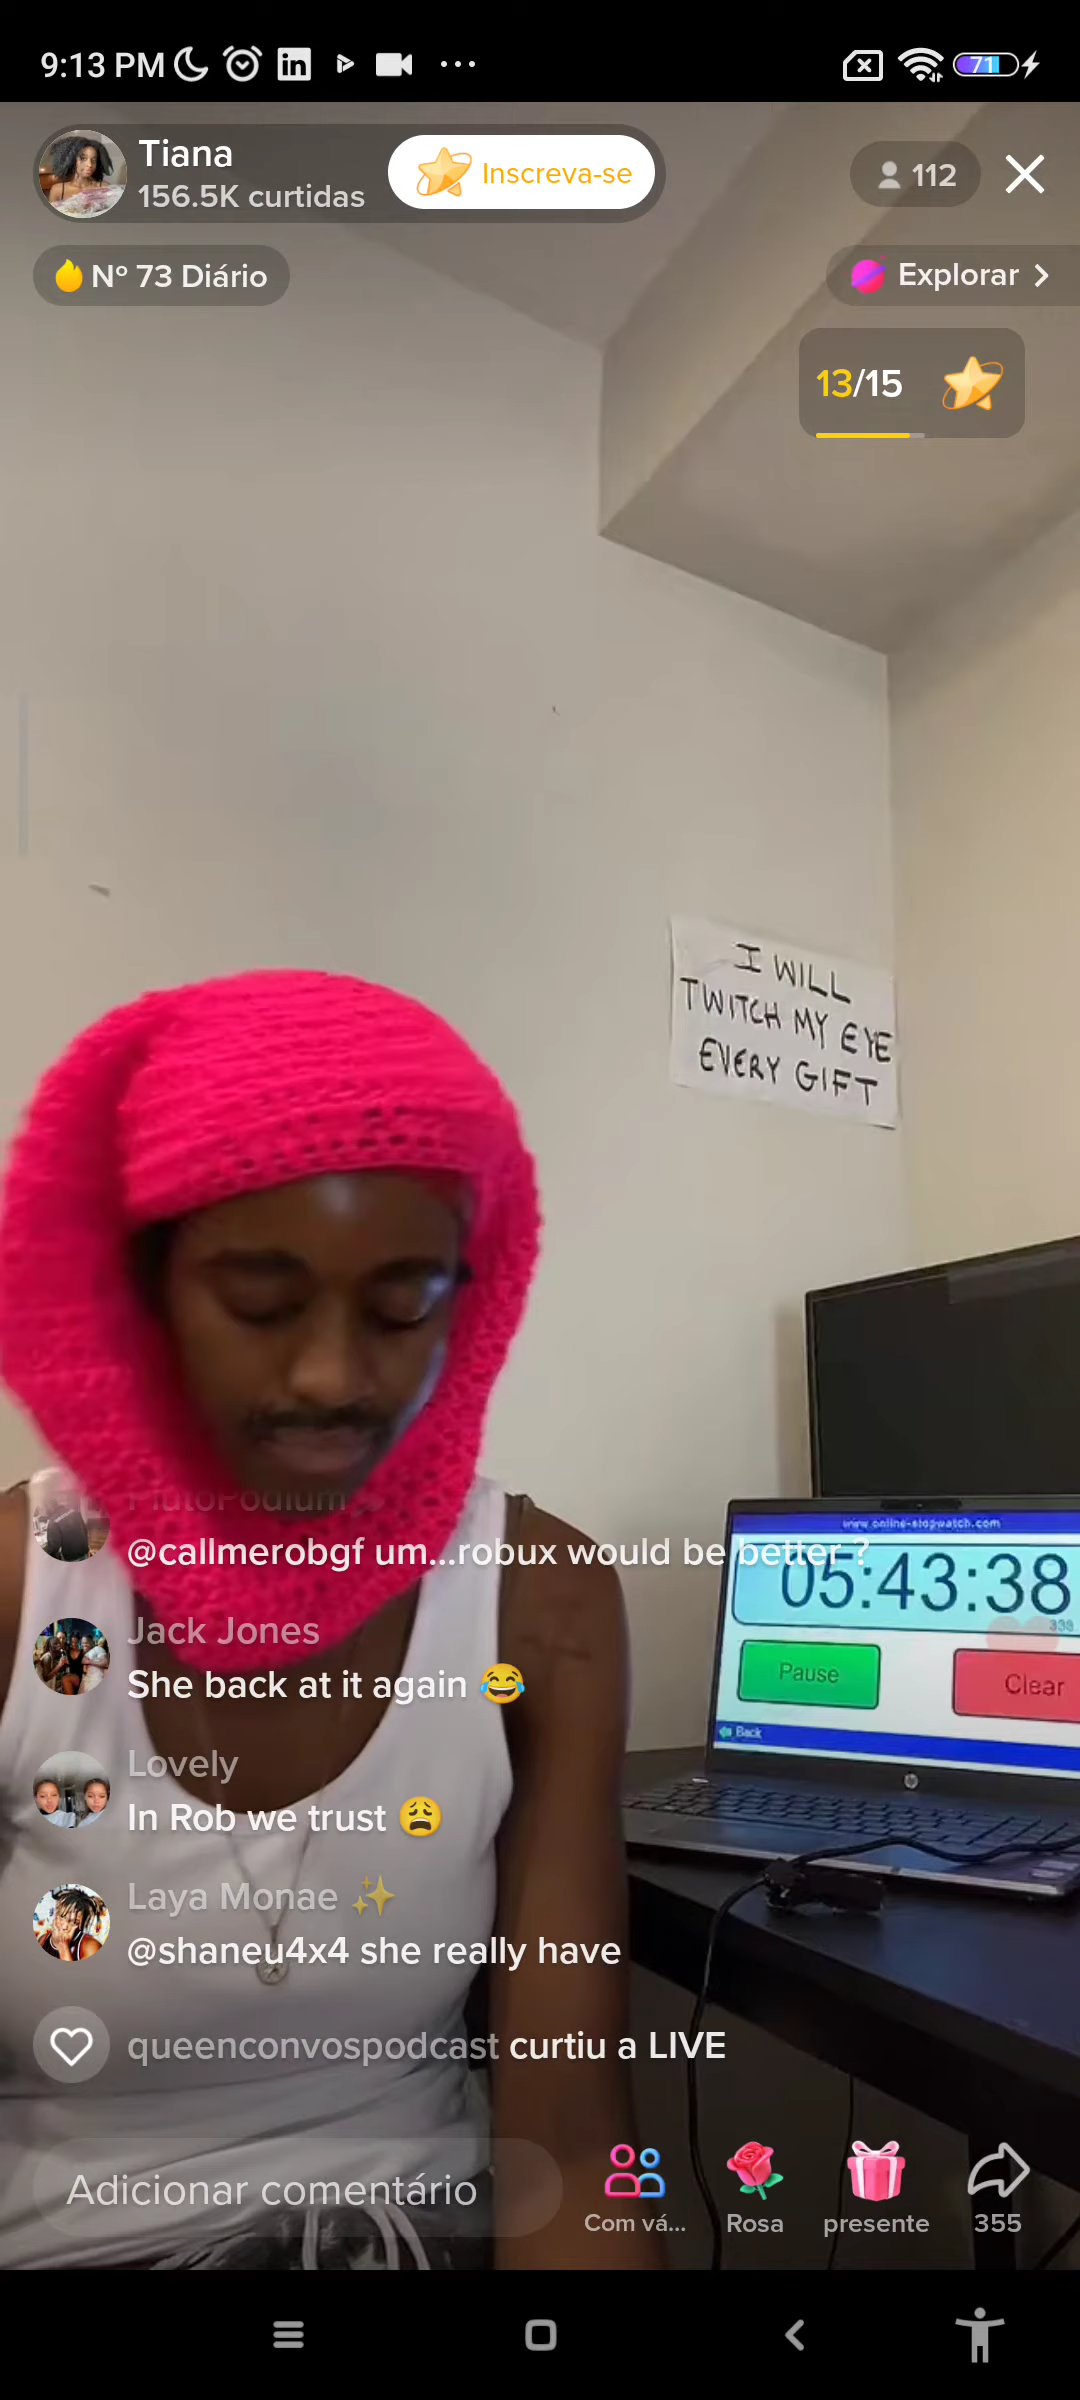 9:13 PM
71
Tiana
156.5K curtidas
Inscreva-se
112
Nº 73 Diário
Explorar
13/15
I WILL
TWITCH MY EYE
EVERY GIFT
www.online-stopwatch.com
05:43:38
339
Pause
Clear
Back
PlutoPodium
@callmerobgf um...robux would be better ?
Jack Jones
She back at it again 😂
Lovely
In Rob we trust 😩
Laya Monae ✨
@shaneu4x4 she really have
queenconvospodcast curtiu a LIVE
Adicionar comentário
Com vá...
Rosa
presente
355